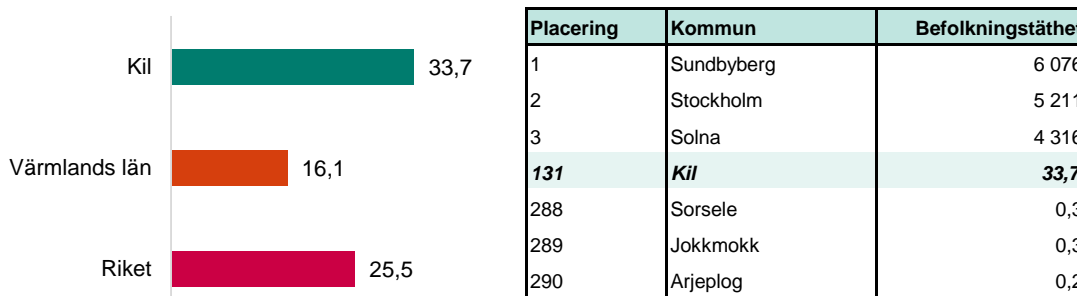 Kil 33,7
Värmlands län 16,1
Riket 25,5
Placering Kommun Befolkningstäthet
1 Sundbyberg 6 076
2 Stockholm 5 211
3 Solna 4 316
131 Kil 33,7
288 Sorsele 0,3
289 Jokkmokk 0,3
290 Arjeplog 0,2